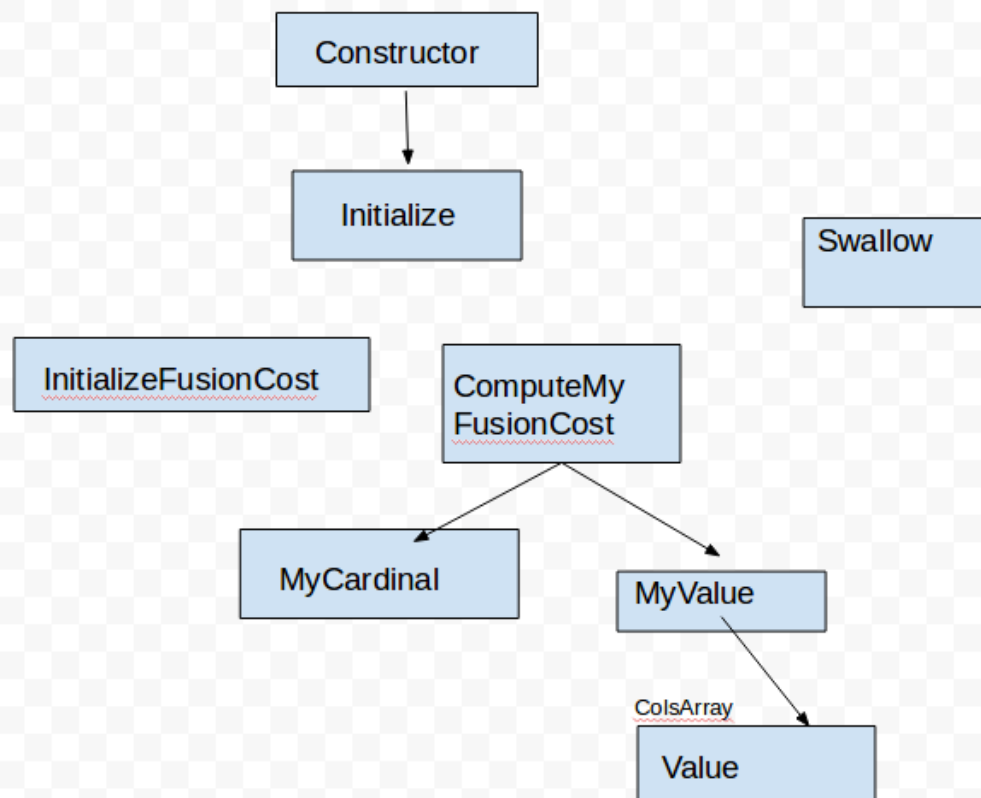 Constructor
Initialize
Swallow
InitializeFusionCost
ComputeMy
FusionCost
MyCardinal
MyValue
ColsArray
Value